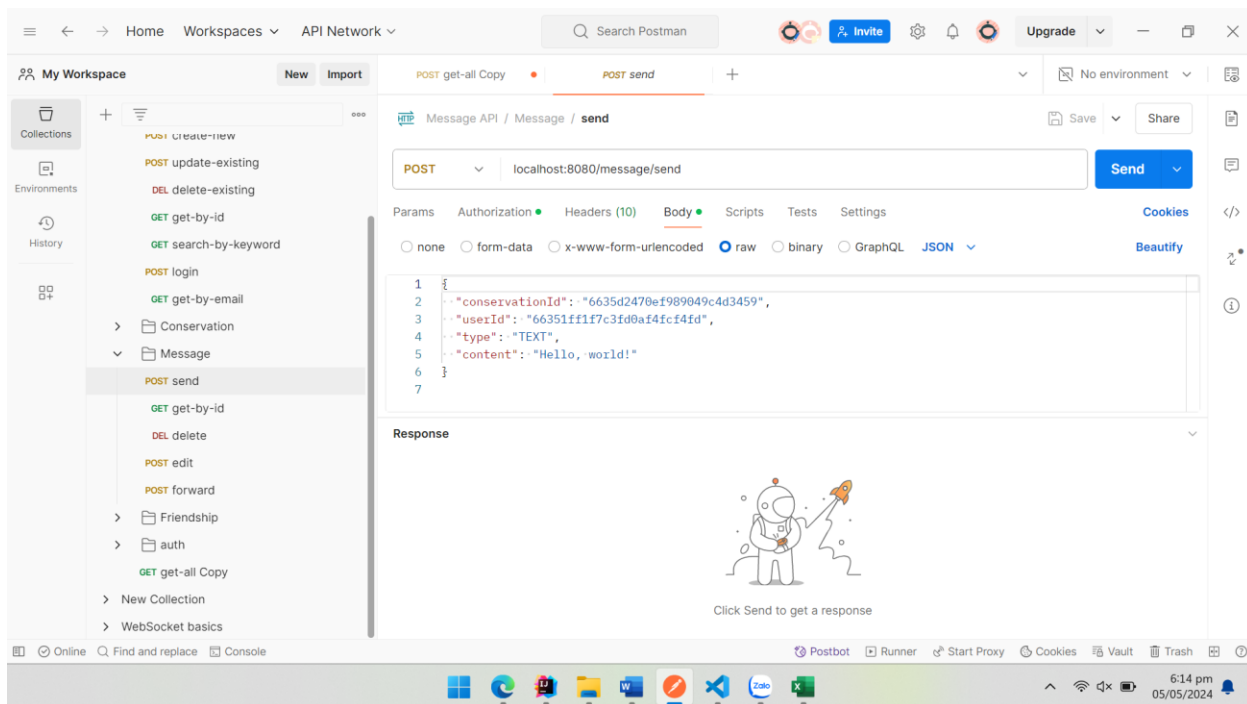 Home Workspaces API Network Search Postman Invite Upgrade
My Workspace New Import POST get-all Copy POST send No environment
Collections
HTTP Message API / Message / send Save Share
POST create-new
POST update-existing
POST localhost:8080/message/send Send
Environments
DEL delete-existing
GET get-by-id
Params Authorization Headers (10) Body Scripts Tests Settings Cookies
History
GET search-by-keyword
none form-data x-www-form-urlencoded raw binary GraphQL JSON Beautify
POST login
GET get-by-email
1 {
2 "conservationId": "6635d2470ef989049c4d3459",
3 "userId": "66351ff1f7c3fd0af4fcf4fd",
4 "type": "TEXT",
5 "content": "Hello, world!"
6 }
7
Conservation
Message
POST send
GET get-by-id
DEL delete
POST edit
POST forward
Friendship
auth
GET get-all Copy
New Collection
WebSocket basics
Response
Click Send to get a response
Online Find and replace Console Postbot Runner Start Proxy Cookies Vault Trash
Zalo
6:14 pm
05/05/2024